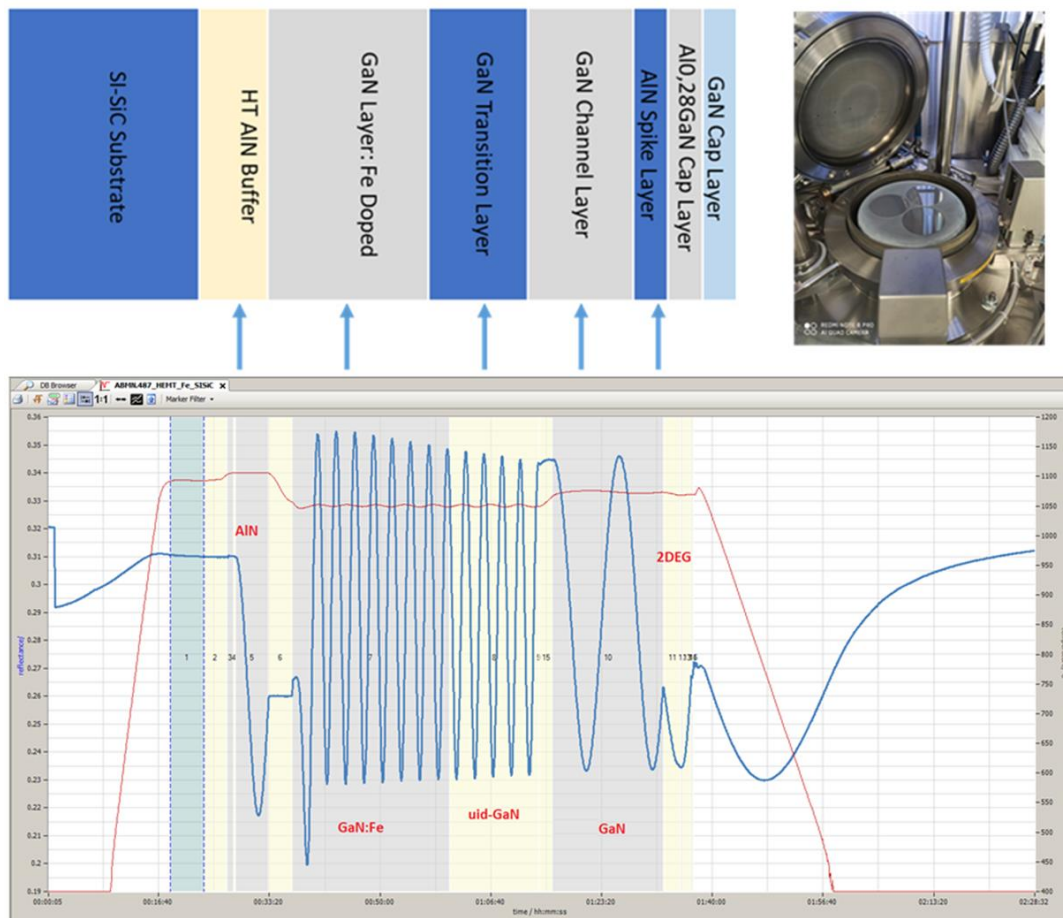 SI-SiC Substrate
HT AlN Buffer
GaN Layer: Fe Doped
GaN Transition Layer
GaN Channel Layer
AlN Spike Layer
Al0,28GaN Cap Layer
GaN Cap Layer
REDMI NOTE 8 PRO
AI QUAD CAMERA
DB Browser
ABMN.487_HEMT_Fe_SISiC
1:1
Marker Filter
0.36
0.35
0.34
0.33
0.32
0.31
0.3
0.29
0.28
0.27
0.26
0.25
0.24
0.23
0.22
0.21
0.2
0.19
1200
1150
1100
1050
1000
950
900
850
800
750
700
650
600
550
500
450
400
AlN
2DEG
1 2 5 6 7 8 10
GaN:Fe
uid-GaN
GaN
00:00:05 00:16:40 00:33:20 00:50:00 01:06:40 01:23:20 01:40:00 01:56:40 02:13:20 02:28:32
time / hh:mm:ss